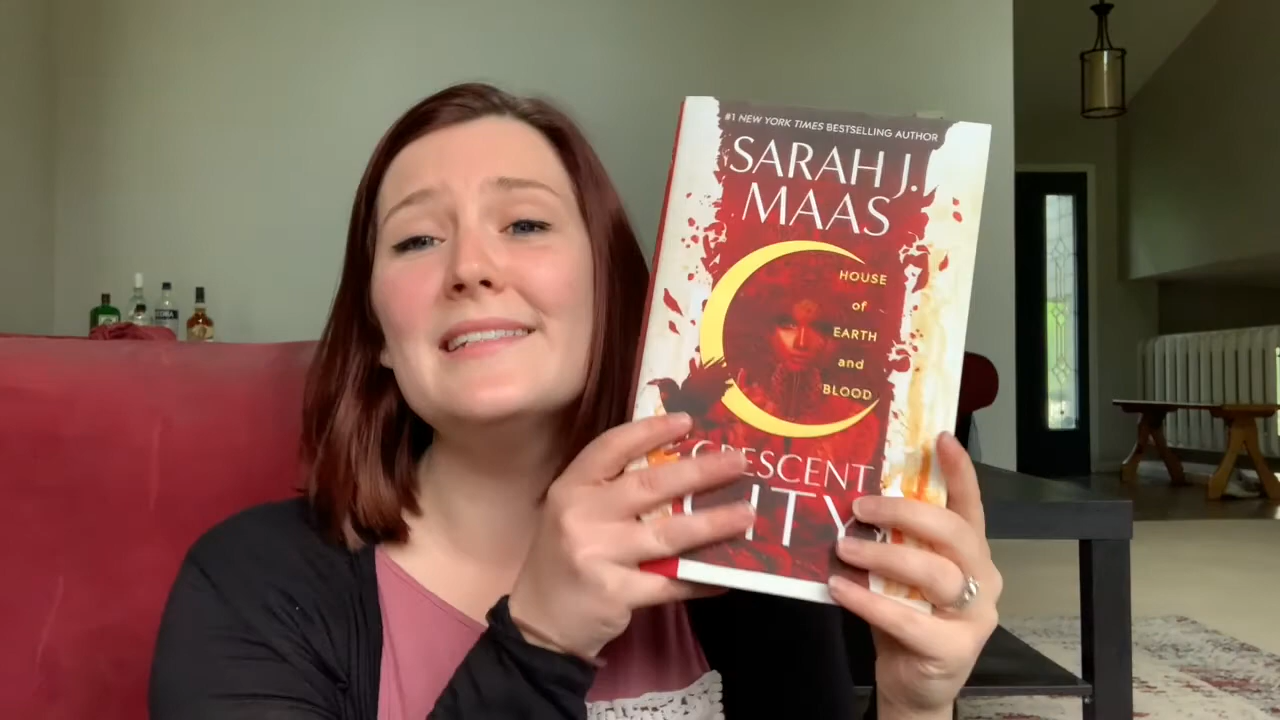 #1 NEW YORK TIMES BESTSELLING AUTHOR
SARAH J.
MAAS
HOUSE
of
EARTH
and
BLOOD
CRESCENT
CITY